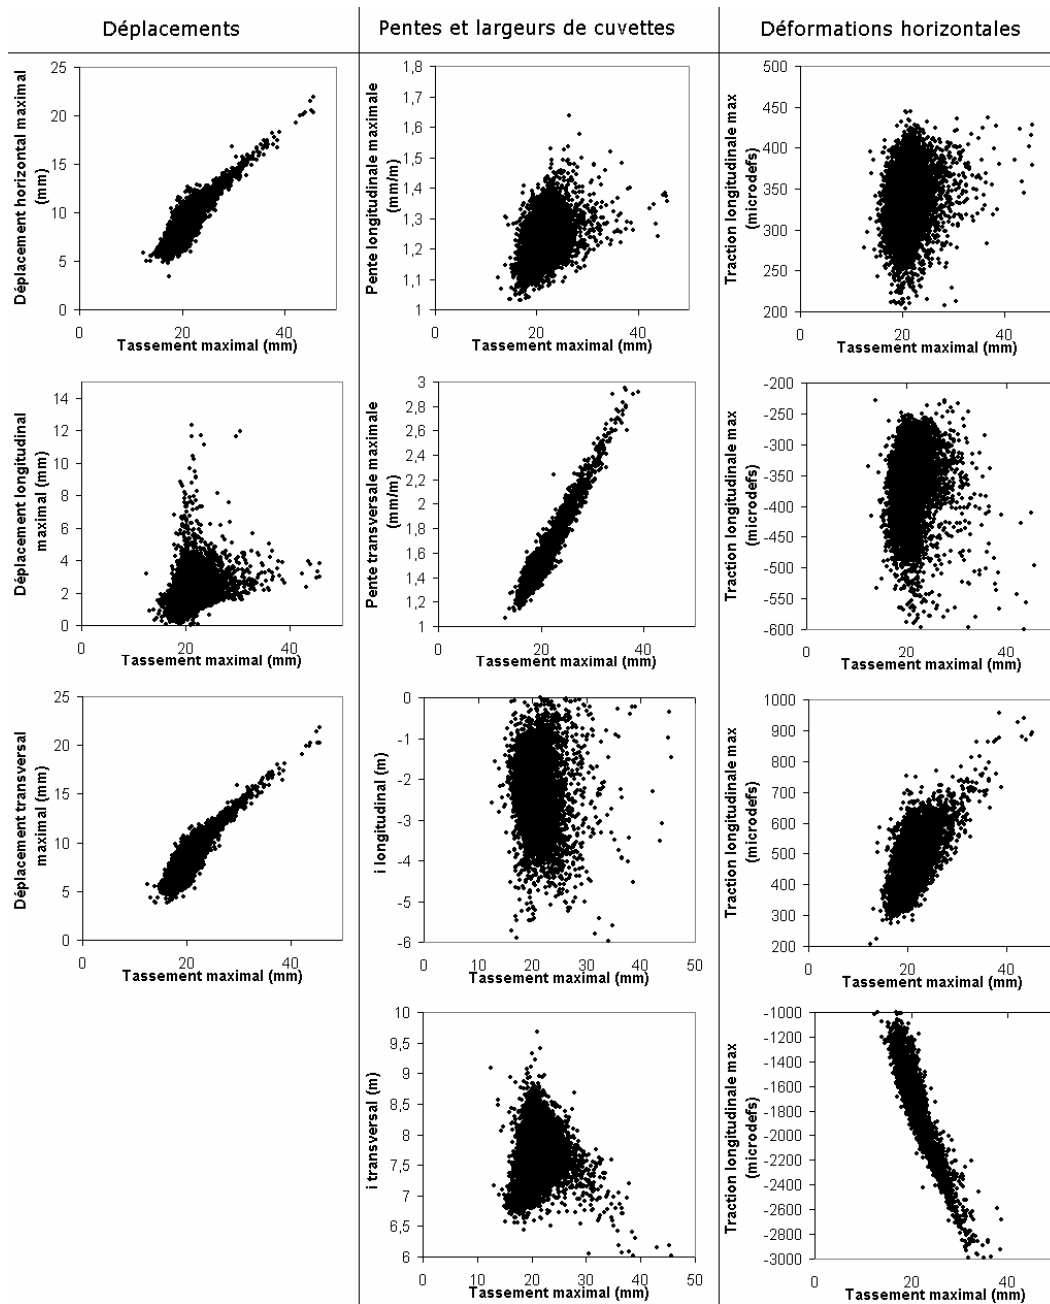 Déplacements
Pentes et largeurs de cuvettes
Déformations horizontales
Déplacement horizontal maximal
(mm)
25
20
15
10
5
0
0 20 40
Tassement maximal (mm)
Pente longitudinale maximale
(mm/m)
1,8
1,7
1,6
1,5
1,4
1,3
1,2
1,1
1
0 20 40
Tassement maximal (mm)
Traction longitudinale max
(microdefs)
500
450
400
350
300
250
200
0 20 40
Tassement maximal (mm)
Déplacement longitudinal
maximal (mm)
14
12
10
8
6
4
2
0
0 20 40
Tassement maximal (mm)
Pente transversale maximale
(mm/m)
3
2,8
2,6
2,4
2,2
2
1,8
1,6
1,4
1,2
1
0 20 40
Tassement maximal (mm)
Traction longitudinale max
(microdefs)
-200
-250
-300
-350
-400
-450
-500
-550
-600
0 20 40
Tassement maximal (mm)
Déplacement transversal
maximal (mm)
25
20
15
10
5
0
0 20 40
Tassement maximal (mm)
i longitudinal (m)
0
-1
-2
-3
-4
-5
-6
0 10 20 30 40 50
Tassement maximal (mm)
Traction longitudinale max
(microdefs)
1000
900
800
700
600
500
400
300
200
0 20 40
Tassement maximal (mm)
i transversal (m)
10
9,5
9
8,5
8
7,5
7
6,5
6
0 10 20 30 40 50
Tassement maximal (mm)
Traction longitudinale max
(microdefs)
-1000
-1200
-1400
-1600
-1800
-2000
-2200
-2400
-2600
-2800
-3000
0 20 40
Tassement maximal (mm)